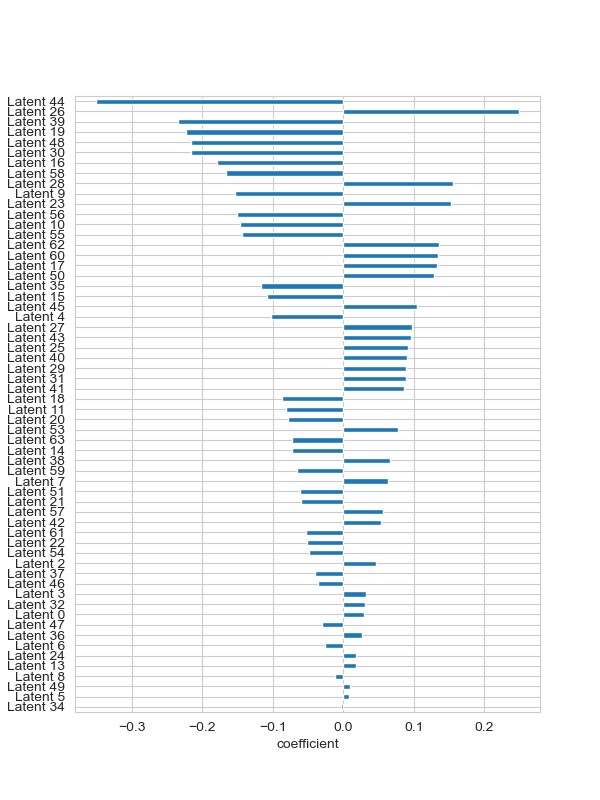 Latent 44
Latent 26
Latent 39
Latent 19
Latent 48
Latent 30
Latent 16
Latent 58
Latent 28
Latent 9
Latent 23
Latent 56
Latent 10
Latent 55
Latent 62
Latent 60
Latent 17
Latent 50
Latent 35
Latent 15
Latent 45
Latent 4
Latent 27
Latent 43
Latent 25
Latent 40
Latent 29
Latent 31
Latent 41
Latent 18
Latent 11
Latent 20
Latent 53
Latent 63
Latent 14
Latent 38
Latent 59
Latent 7
Latent 51
Latent 21
Latent 57
Latent 42
Latent 61
Latent 22
Latent 54
Latent 2
Latent 37
Latent 46
Latent 3
Latent 32
Latent 0
Latent 47
Latent 36
Latent 6
Latent 24
Latent 13
Latent 8
Latent 49
Latent 5
Latent 34
−0.3 −0.2 −0.1 0.0 0.1 0.2
coefficient